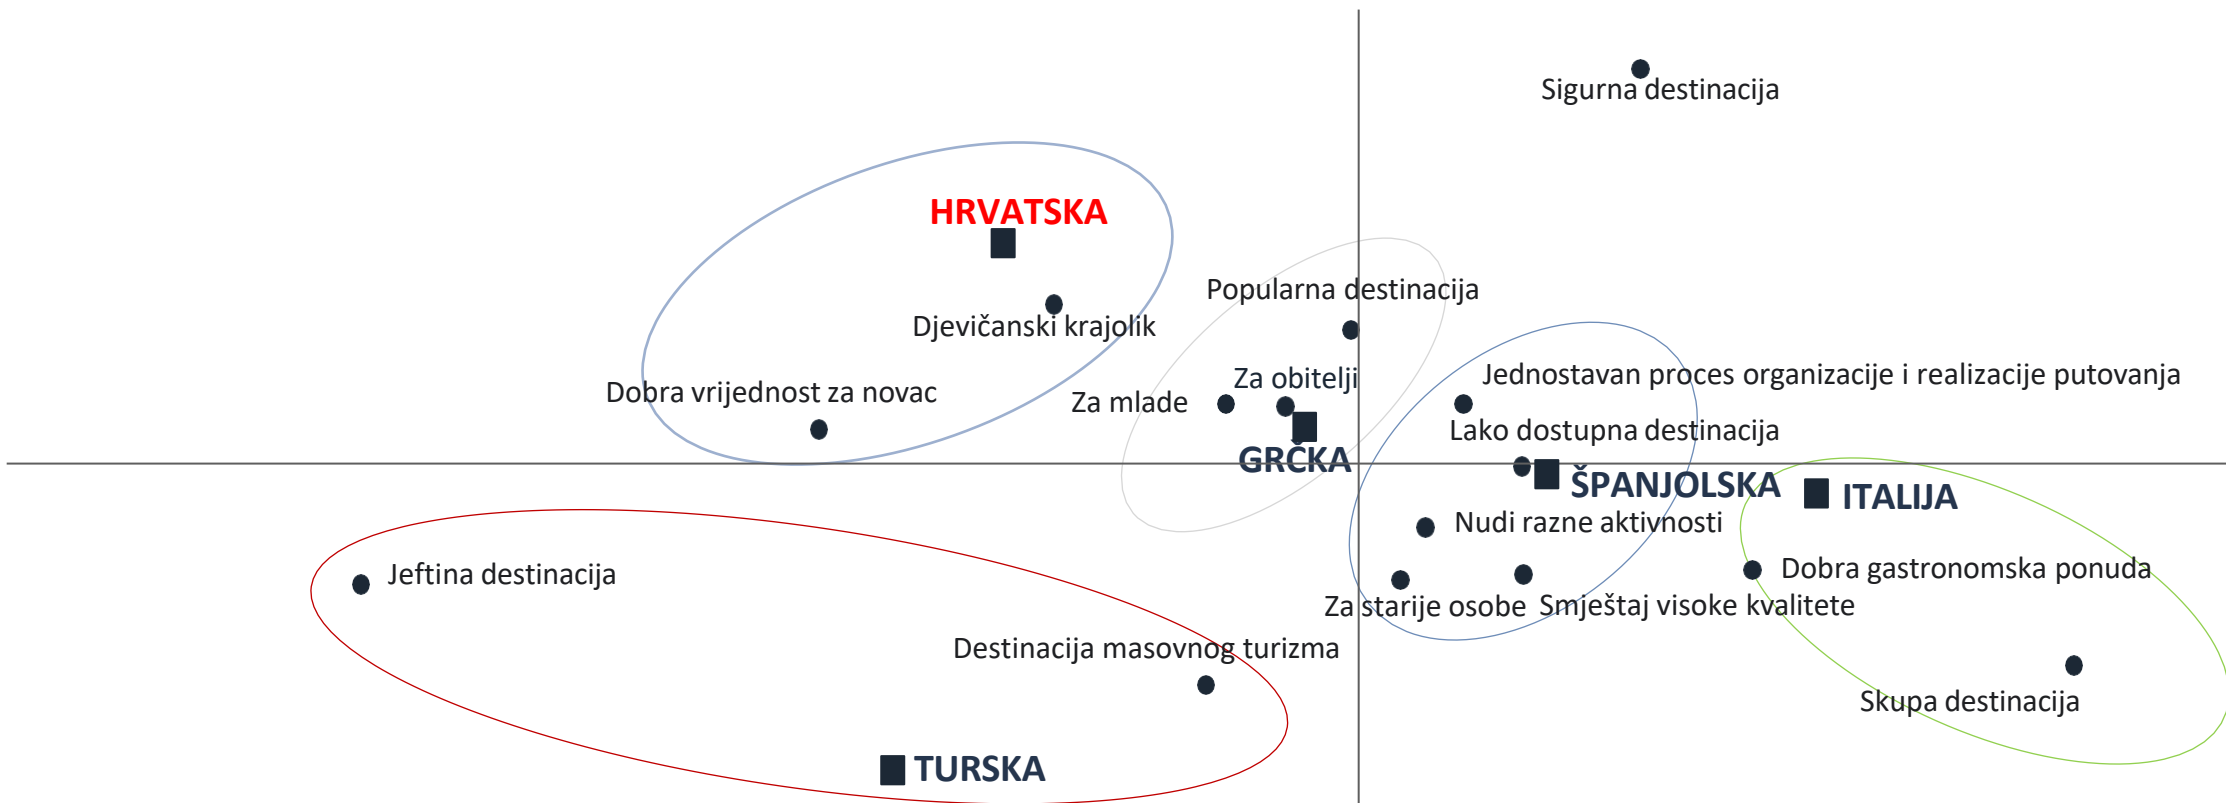 Sigurna destinacija
HRVATSKA
Popularna destinacija
Djevičanski krajolik
Za obitelji
Jednostavan proces organizacije i realizacije putovanja
Dobra vrijednost za novac
Za mlade
Lako dostupna destinacija
GRČKA
ŠPANJOLSKA
ITALIJA
Nudi razne aktivnosti
Jeftina destinacija
Dobra gastronomska ponuda
Za starije osobe
Smještaj visoke kvalitete
Destinacija masovnog turizma
Skupa destinacija
TURSKA